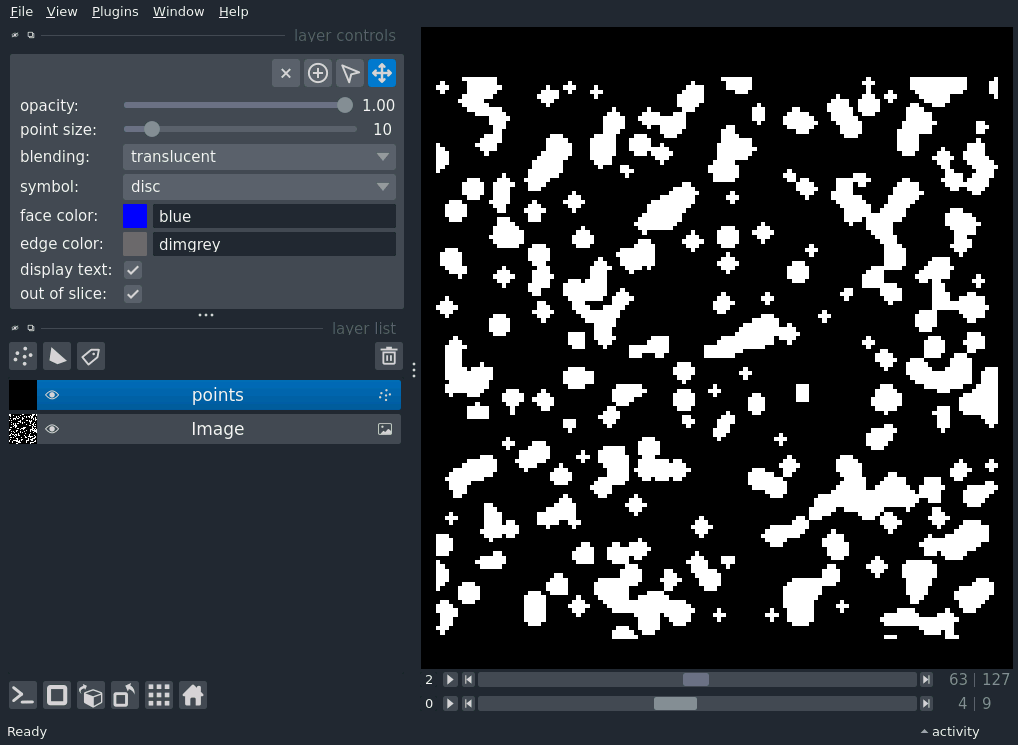 File View Plugins Window Help
layer controls
opacity: 1.00
point size: 10
blending: translucent
symbol: disc
face color: blue
edge color: dimgrey
display text:
out of slice:
layer list
points
Image
2 63 | 127
0 4 | 9
Ready activity